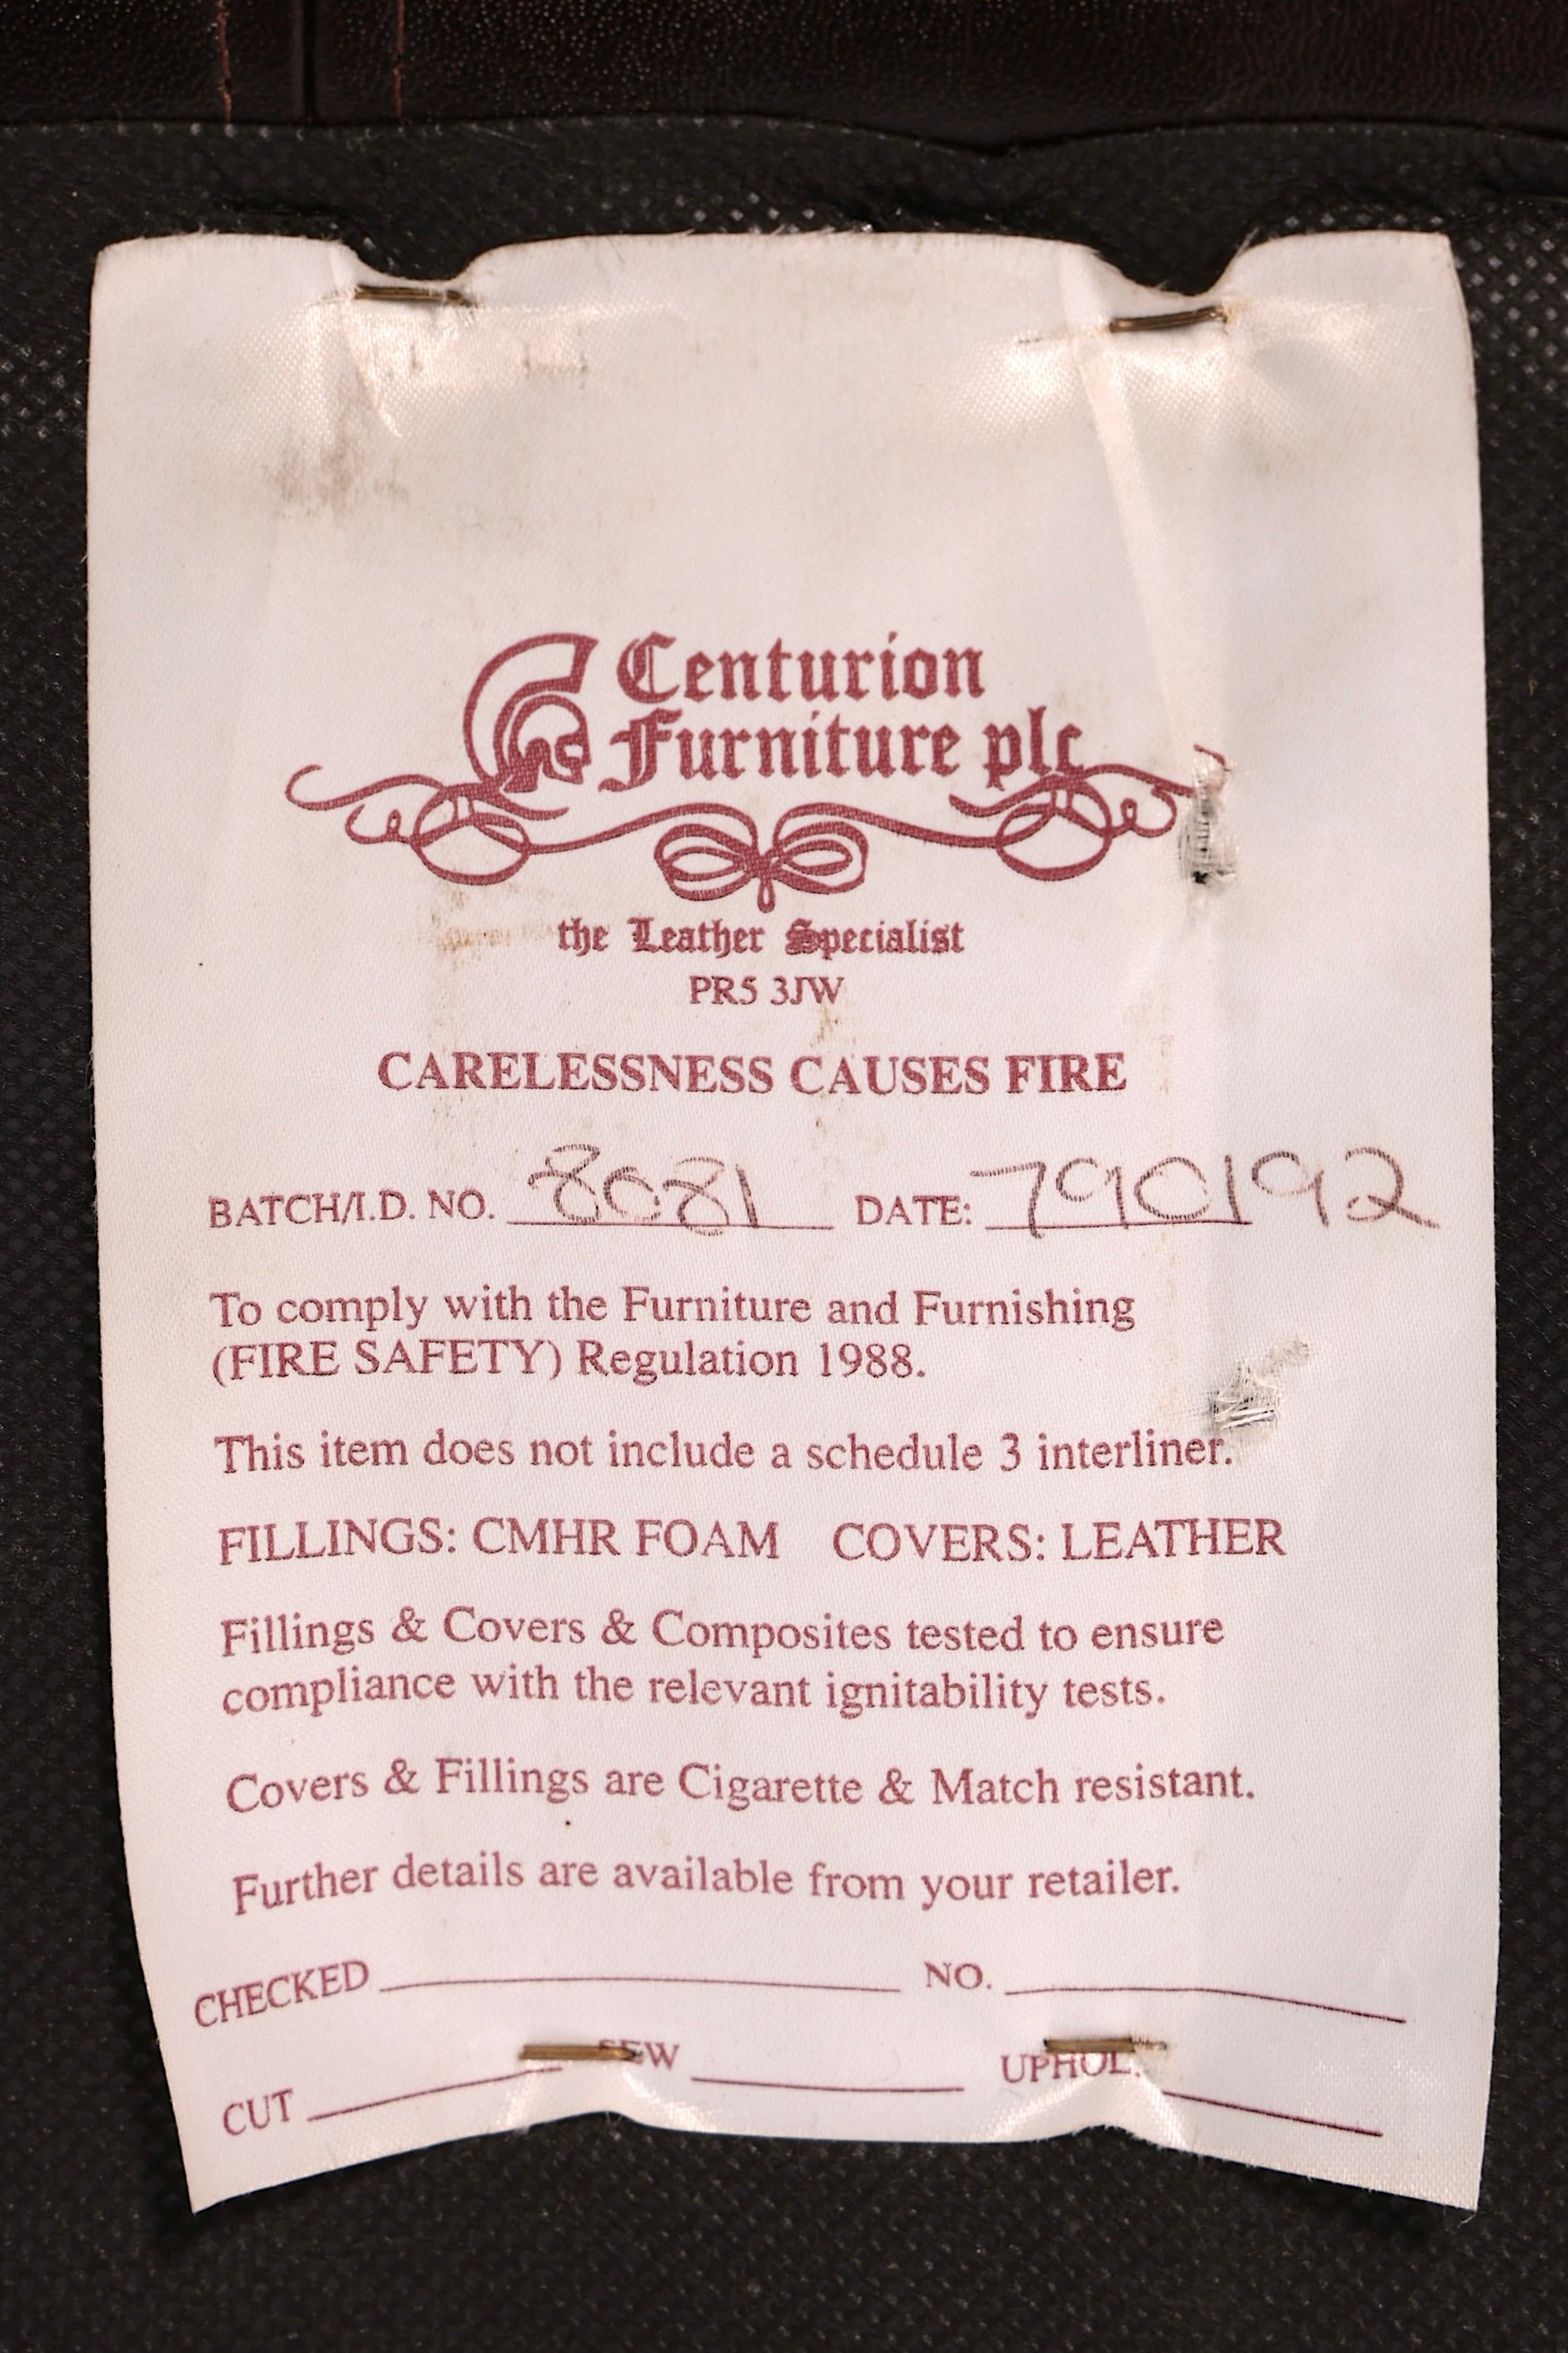 Centurion
Furniture plc
the Leather Specialist
PR5 3JW
CARELESSNESS CAUSES FIRE
BATCH/I.D. NO. 8081 DATE: 790192
To comply with the Furniture and Furnishing
(FIRE SAFETY) Regulation 1988.
This item does not include a schedule 3 interliner.
FILLINGS: CMHR FOAM COVERS: LEATHER
Fillings & Covers & Composites tested to ensure
compliance with the relevant ignitability tests.
Covers & Fillings are Cigarette & Match resistant.
Further details are available from your retailer.
CHECKED NO.
CUT SEW UPHOL.